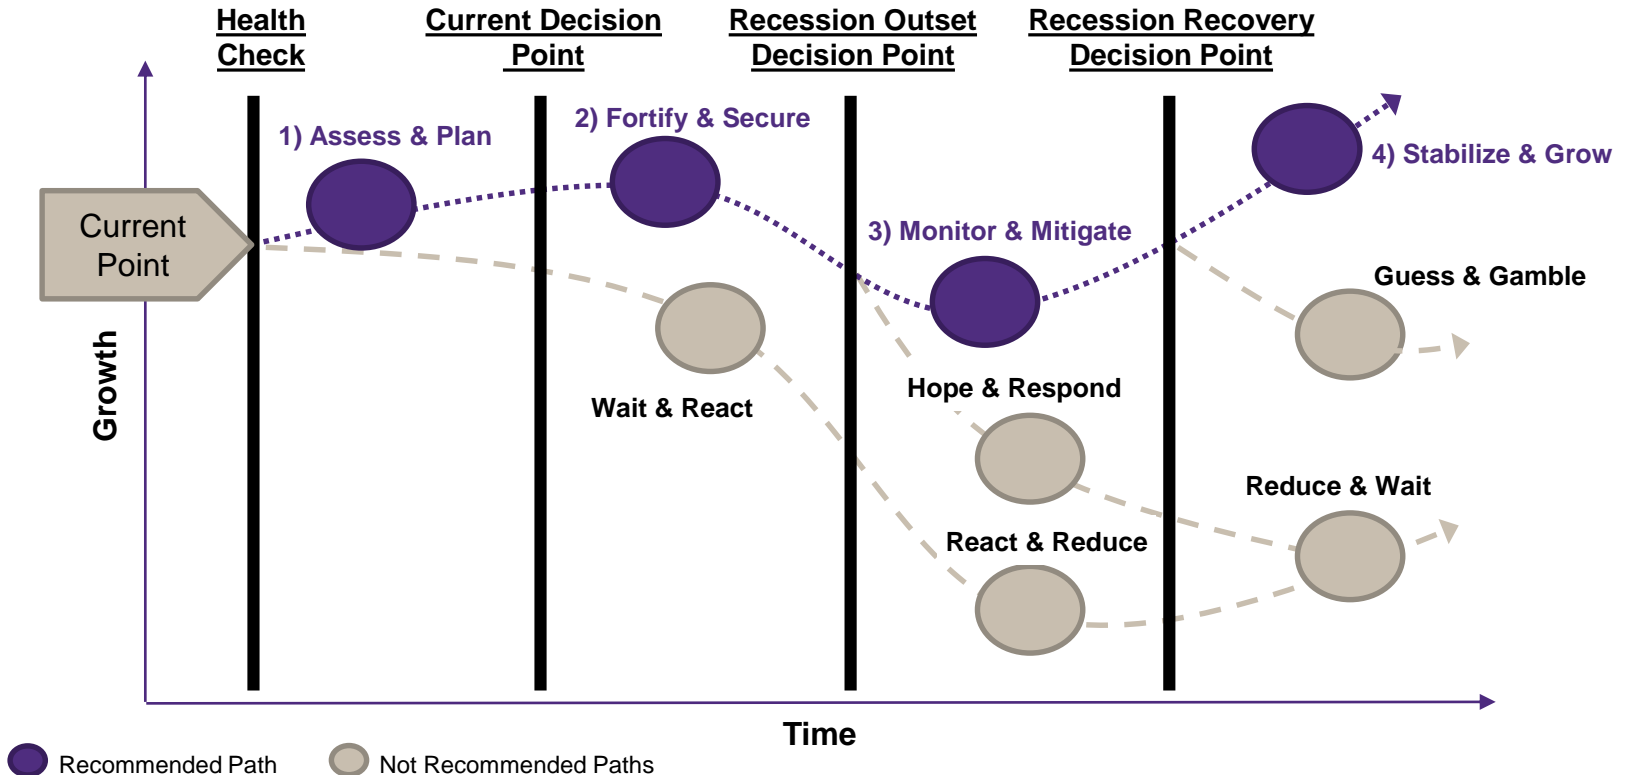 Health
Check
Current Decision
Point
Recession Outset
Decision Point
Recession Recovery
Decision Point
1) Assess & Plan
2) Fortify & Secure
4) Stabilize & Grow
Current
Point
3) Monitor & Mitigate
Guess & Gamble
Growth
Wait & React
Hope & Respond
Reduce & Wait
React & Reduce
Time
Recommended Path
Not Recommended Paths